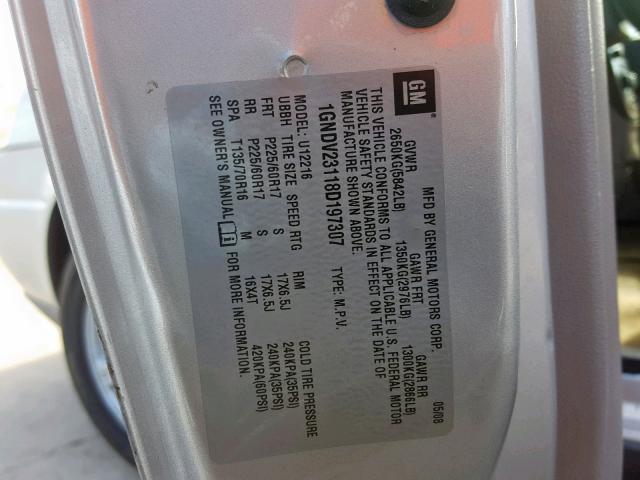 GM
MFD BY GENERAL MOTORS CORP. 05/08
GVWR GAWR FRT GAWR RR
2650KG(5842LB) 1350KG(2976LB) 1300KG(2866LB)
THIS VEHICLE CONFORMS TO ALL APPLICABLE U.S. FEDERAL MOTOR
VEHICLE SAFETY STANDARDS IN EFFECT ON THE DATE OF
MANUFACTURE SHOWN ABOVE.
1GNDV23118D197307 TYPE: M.P.V.
MODEL: U12216 COLD TIRE PRESSURE
UBBH TIRE SIZE SPEED RTG RIM
FRT P225/60R17 S 17X6.5J 240KPA(35PSI)
RR P225/60R17 S 17X6.5J 240KPA(35PSI)
SPA T135/70R16 M 16X4T 420KPA(60PSI)
SEE OWNER'S MANUAL FOR MORE INFORMATION.